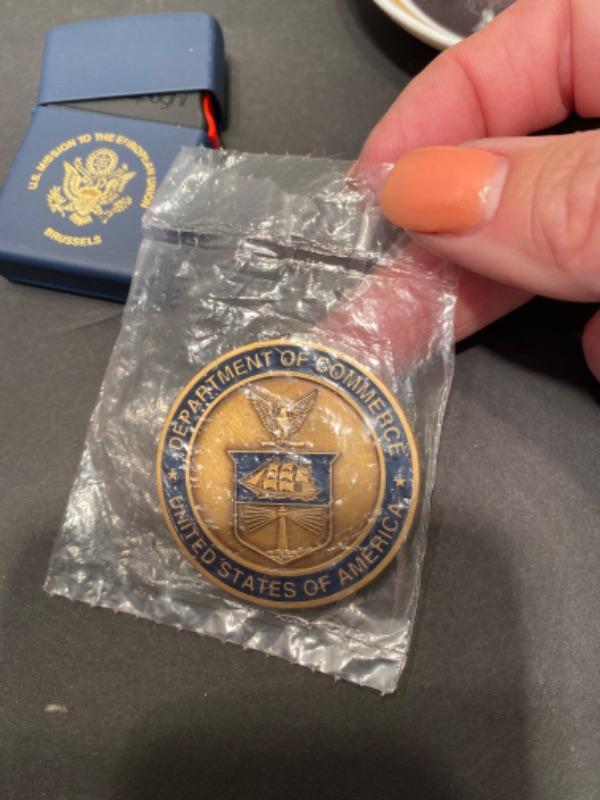 U.S. MISSION TO THE EUROPEAN UNION
BRUSSELS
DEPARTMENT OF COMMERCE
UNITED STATES OF AMERICA